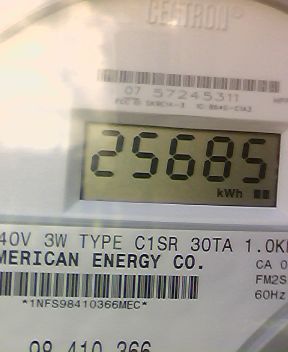 CENTRON®
07 57245311
25685
kWh
40V 3W TYPE C1SR 30TA 1.0K
MERICAN ENERGY CO.
CA 0
FM2S
60Hz
*1NFS98410366MEC*
98 410 366